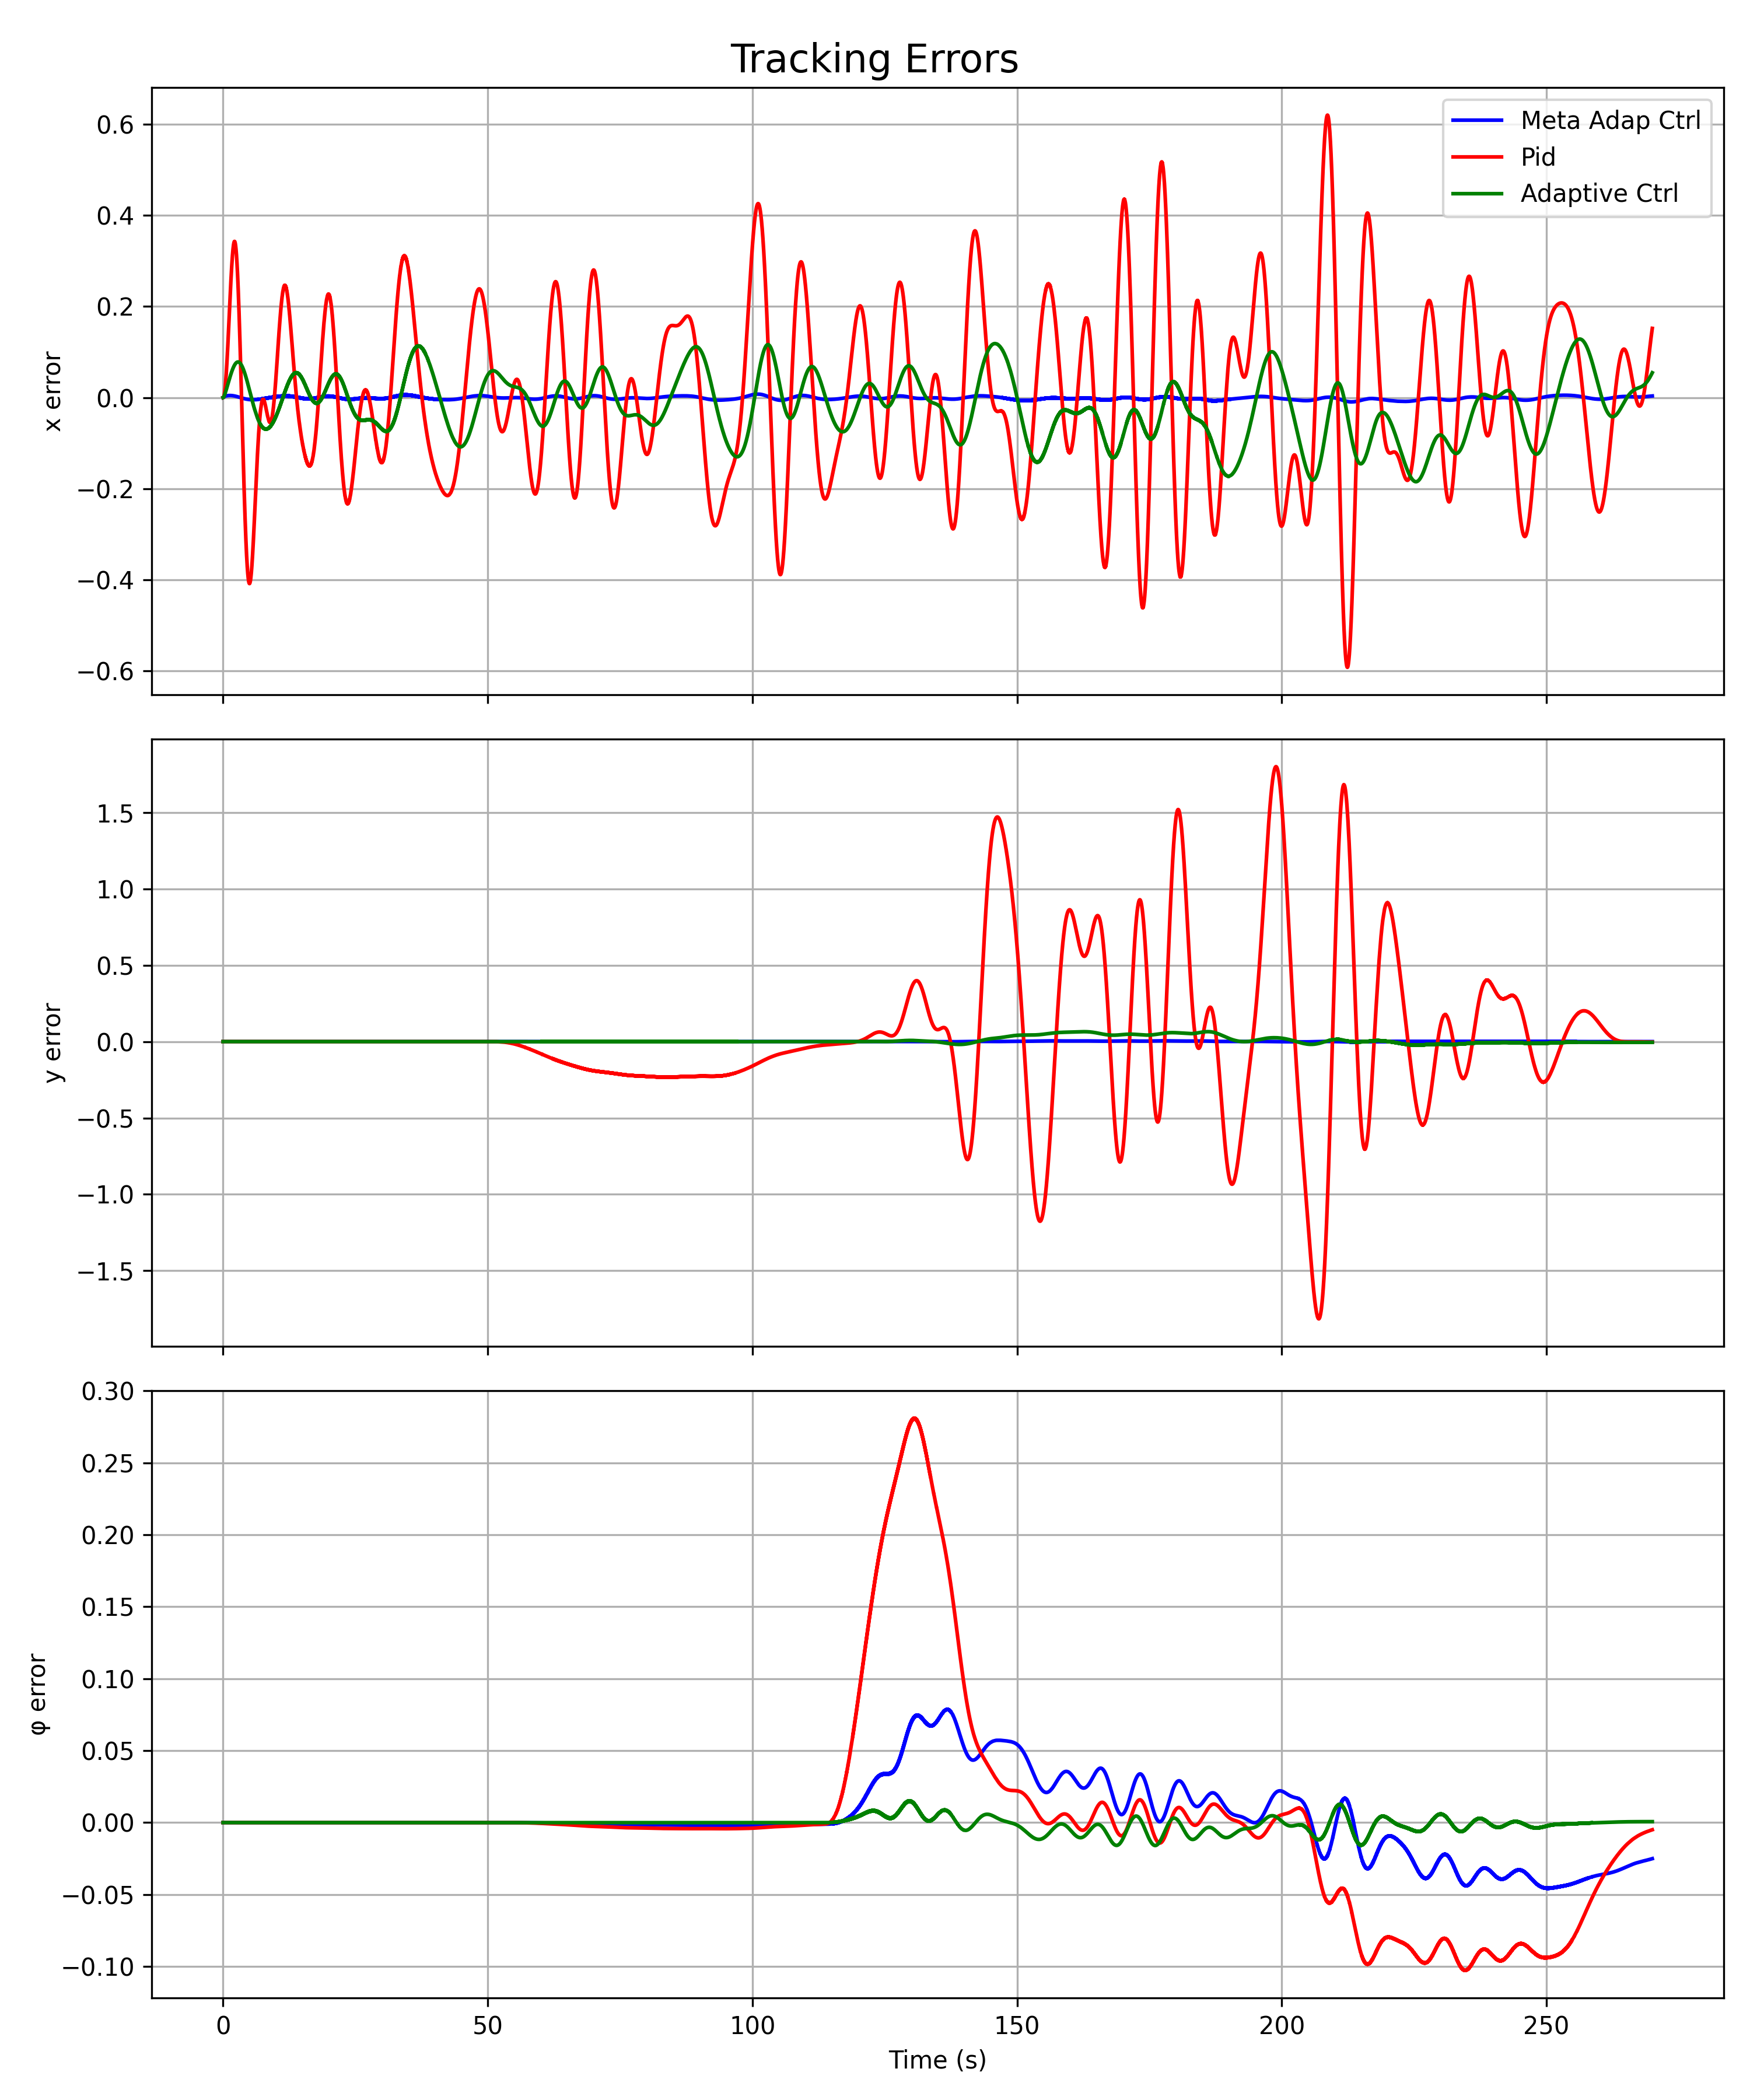 Tracking Errors
0.6
0.4
0.2
0.0
−0.2
−0.4
−0.6
x error
Meta Adap Ctrl
Pid
Adaptive Ctrl
1.5
1.0
0.5
0.0
−0.5
−1.0
−1.5
y error
0.30
0.25
0.20
0.15
0.10
0.05
0.00
−0.05
−0.10
φ error
0 50 100 150 200 250
Time (s)